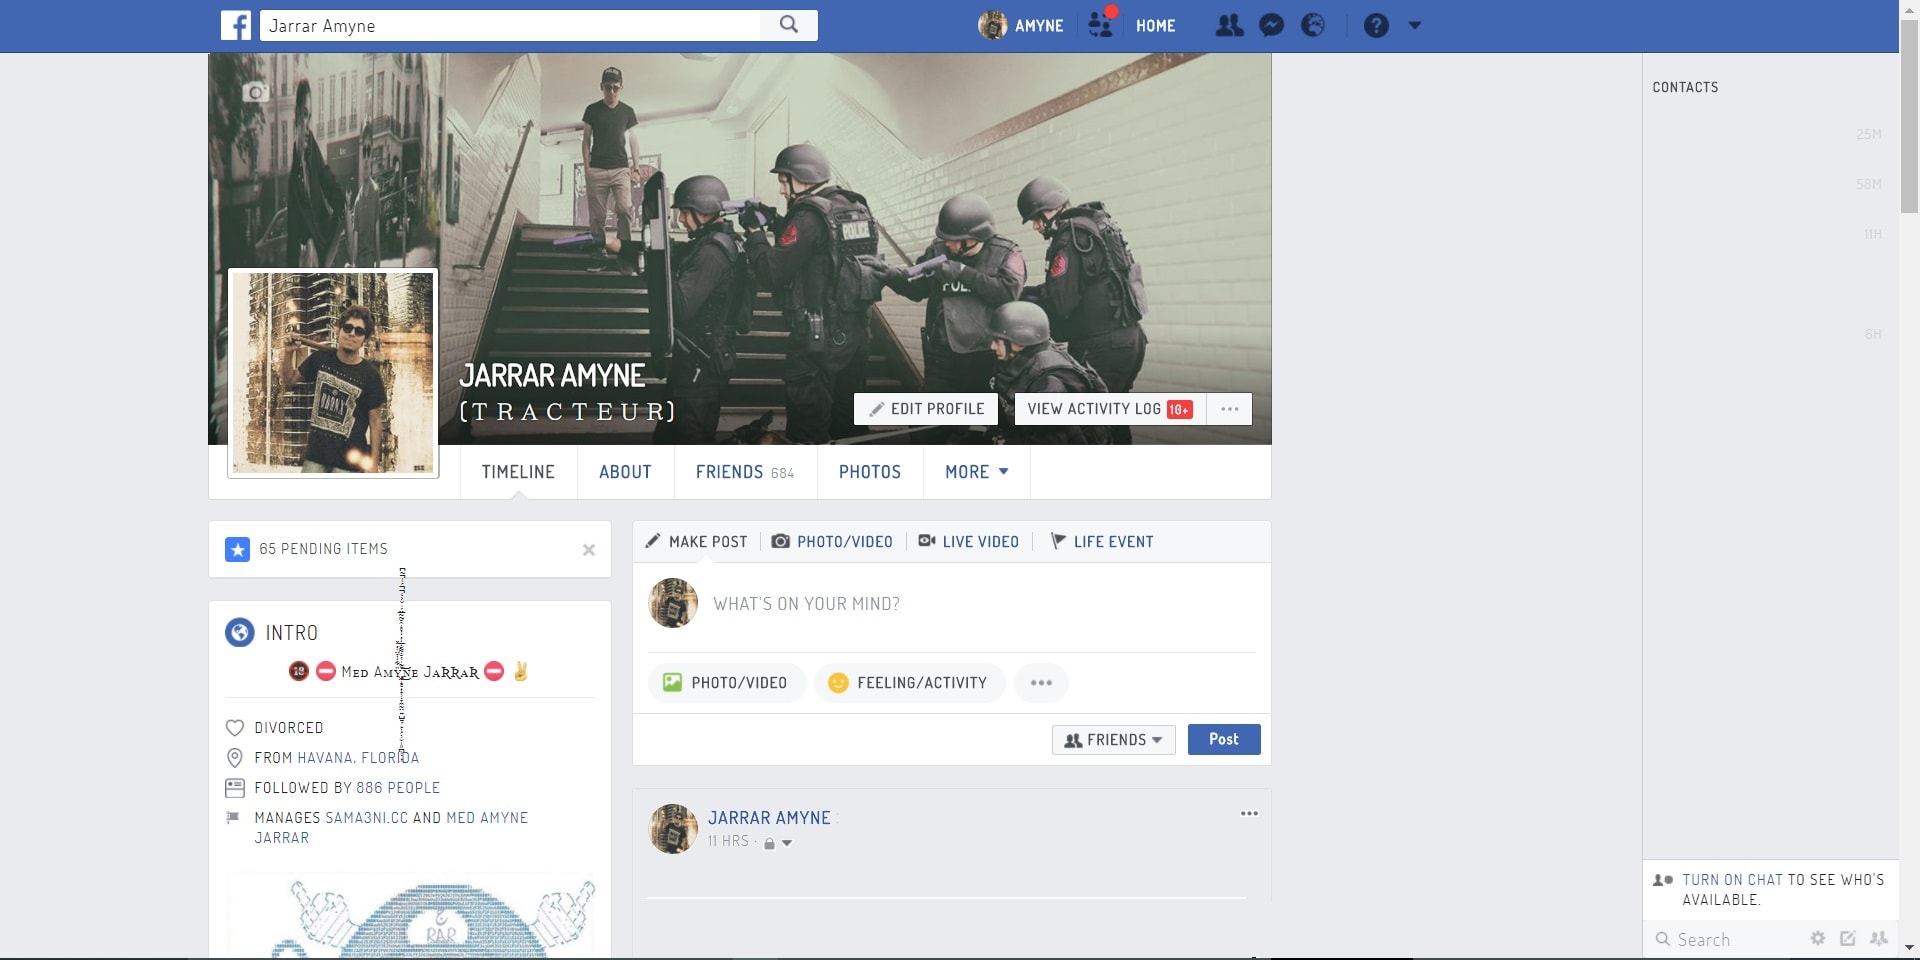 Jarrar Amyne
AMYNE
HOME
CONTACTS
25M
58M
11H
6H
POLICE
JARRAR AMYNE
(TRACTEUR)
EDIT PROFILE
VIEW ACTIVITY LOG 10+
TIMELINE
ABOUT
FRIENDS 684
PHOTOS
MORE
65 PENDING ITEMS
MAKE POST
PHOTO/VIDEO
LIVE VIDEO
LIFE EVENT
WHAT'S ON YOUR MIND?
INTRO
🔞 ⛔ Med Amyne Jarrar ⛔ ✌
PHOTO/VIDEO
FEELING/ACTIVITY
DIVORCED
FROM HAVANA, FLORIDA
FOLLOWED BY 886 PEOPLE
MANAGES SAMA3NI.CC AND MED AMYNE
JARRAR
FRIENDS
Post
JARRAR AMYNE
11 HRS ·
RAR
TURN ON CHAT TO SEE WHO'S
AVAILABLE.
Search